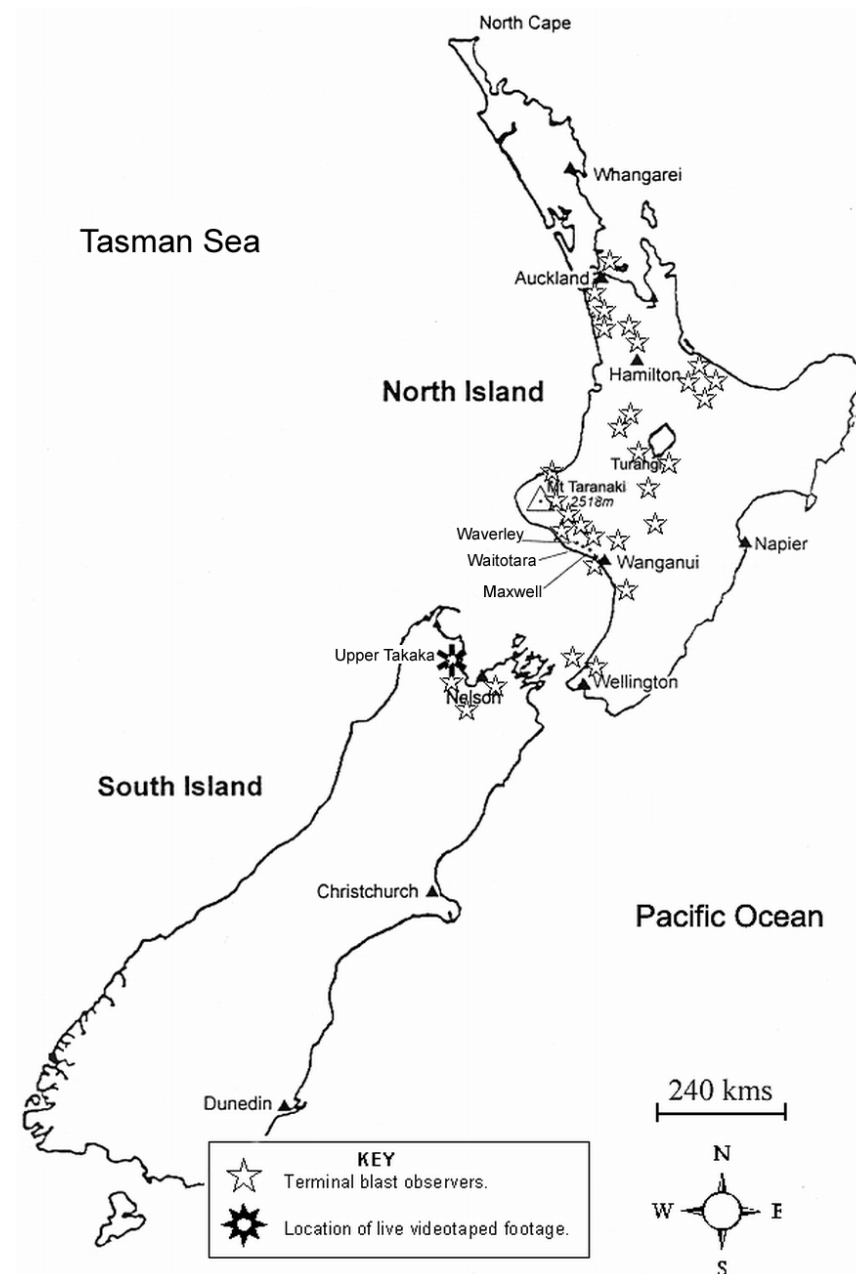 North Cape
Whangarei
Tasman Sea
Auckland
North Island
Hamilton
Turangi
Mt Taranaki
2518m
Waverley
Waitotara
Maxwell
Wanganui
Napier
Upper Takaka
Nelson
Wellington
South Island
Christchurch
Pacific Ocean
Dunedin
240 kms
KEY
Terminal blast observers.
Location of live videotaped footage.
N
W
E
S